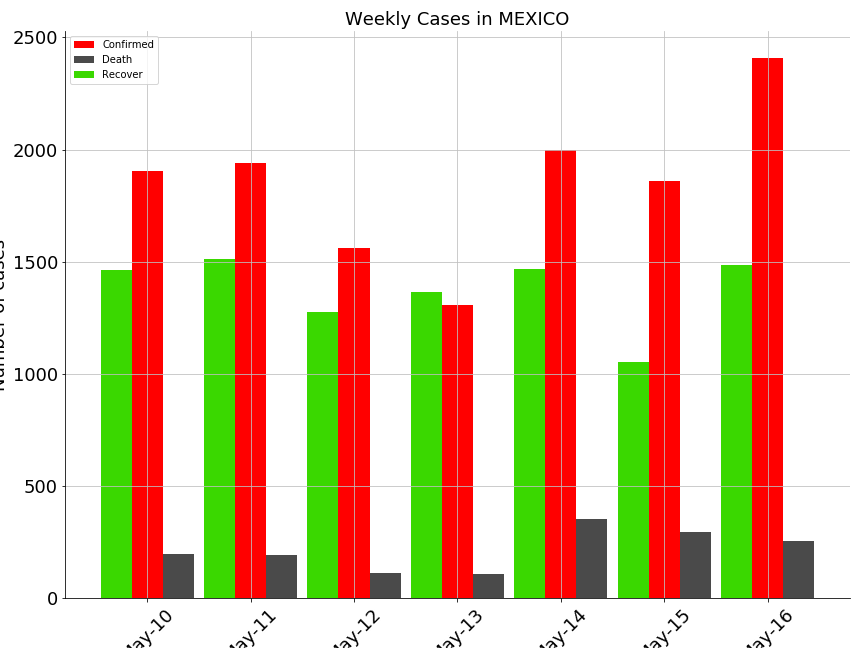 Weekly Cases in MEXICO
Confirmed
Death
Recover
2500
2000
1500
1000
500
0
Number of cases
May-10
May-11
May-12
May-13
May-14
May-15
May-16